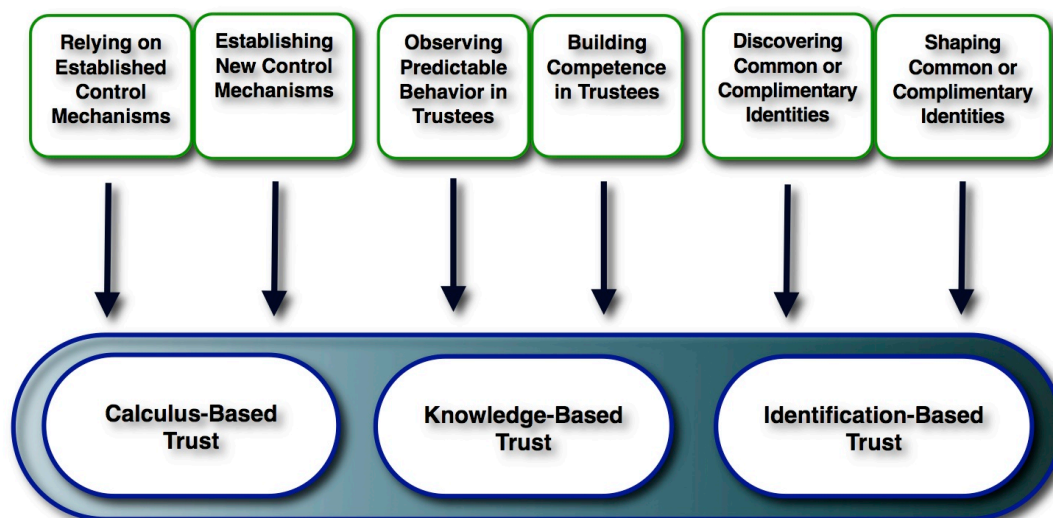 Relying on
Established
Control
Mechanisms
Establishing
New Control
Mechanisms
Observing
Predictable
Behavior in
Trustees
Building
Competence
in Trustees
Discovering
Common or
Complimentary
Identities
Shaping
Common or
Complimentary
Identities
Calculus-Based
Trust
Knowledge-Based
Trust
Identification-Based
Trust